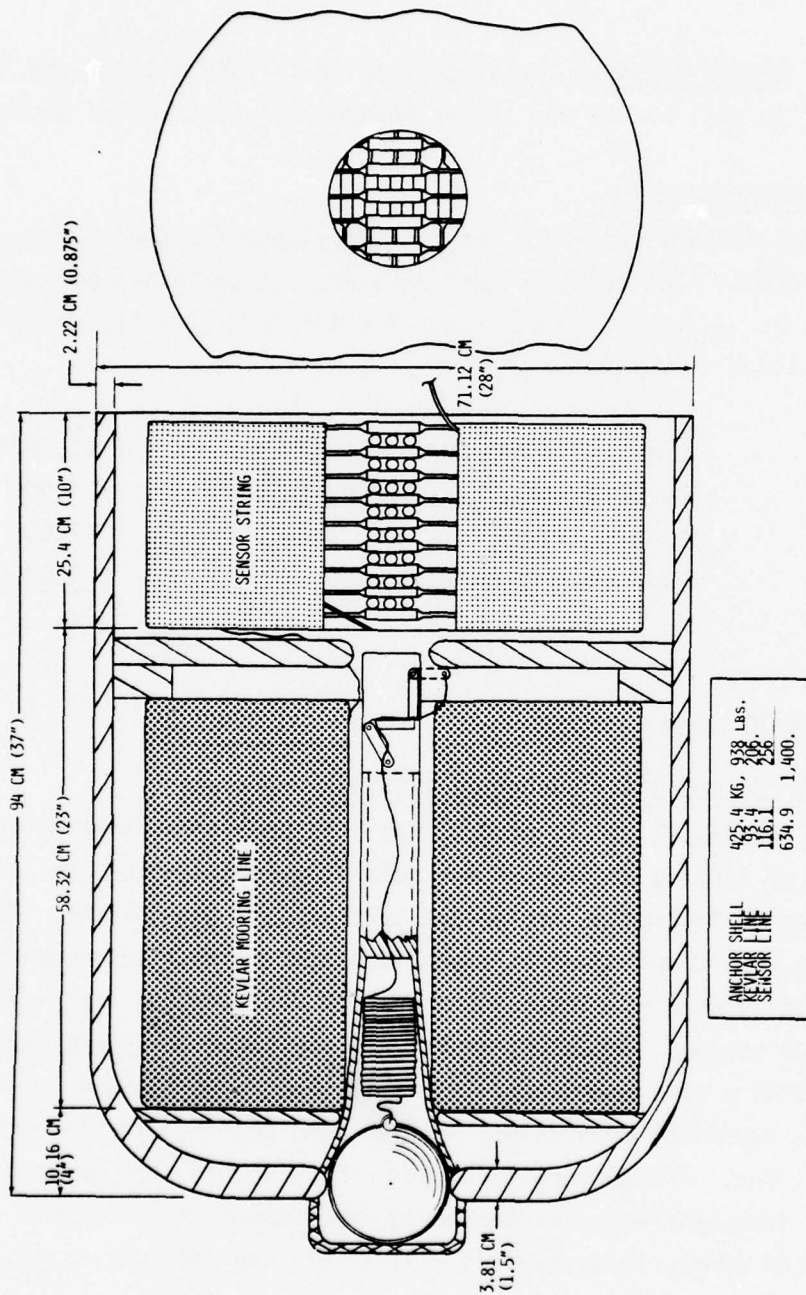 94 CM (37")
10.16 CM
(4")
58.32 CM (23")
25.4 CM (10")
2.22 CM (0.875")
KEVLAR MOORING LINE
SENSOR STRING
71.12 CM
(28")
3.81 CM
(1.5")
ANCHOR SHELL 425.4 KG, 938 LBS.
KEVLAR LINE 93.4 206.
SENSOR LINE 116.1 256
634.9 1,400.